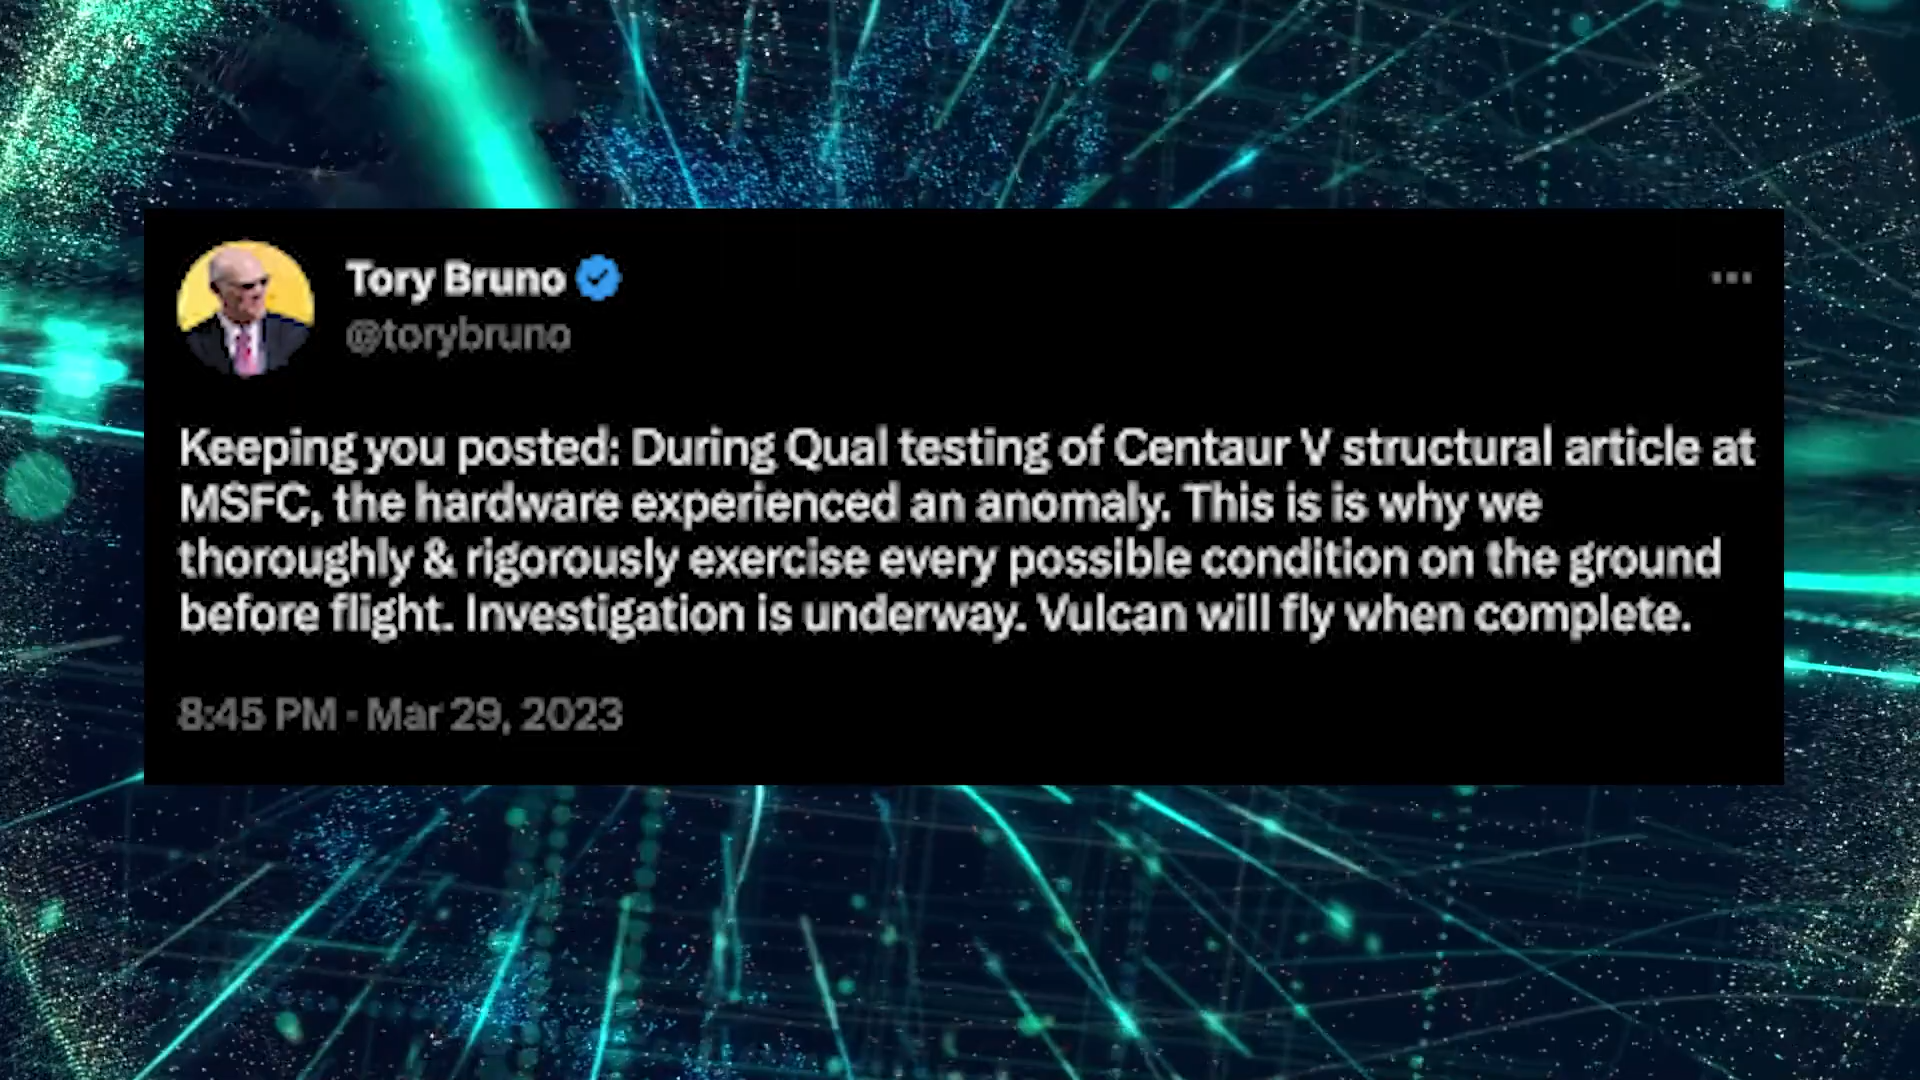 Tory Bruno
@torybruno
Keeping you posted: During Qual testing of Centaur V structural article at
MSFC, the hardware experienced an anomaly. This is is why we
thoroughly & rigorously exercise every possible condition on the ground
before flight. Investigation is underway. Vulcan will fly when complete.
8:45 PM · Mar 29, 2023